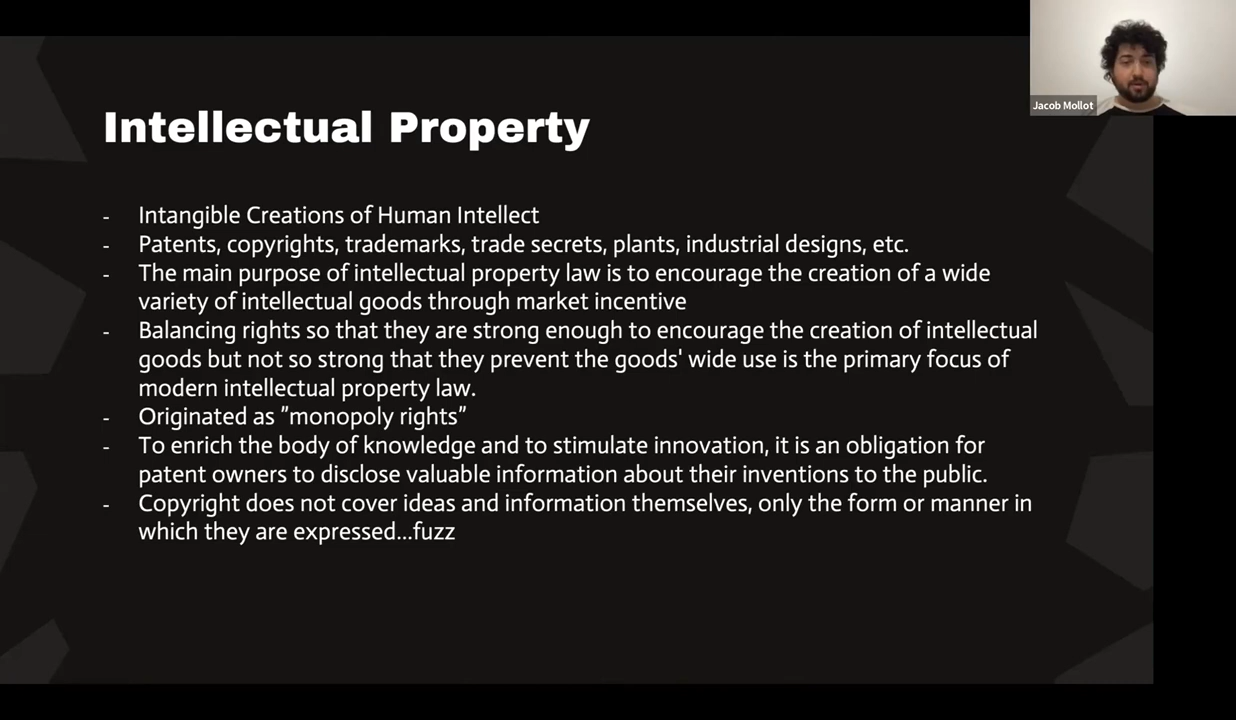 Jacob Mollot
Intellectual Property
- Intangible Creations of Human Intellect
- Patents, copyrights, trademarks, trade secrets, plants, industrial designs, etc.
- The main purpose of intellectual property law is to encourage the creation of a wide
variety of intellectual goods through market incentive
- Balancing rights so that they are strong enough to encourage the creation of intellectual
goods but not so strong that they prevent the goods' wide use is the primary focus of
modern intellectual property law.
- Originated as “monopoly rights”
- To enrich the body of knowledge and to stimulate innovation, it is an obligation for
patent owners to disclose valuable information about their inventions to the public.
- Copyright does not cover ideas and information themselves, only the form or manner in
which they are expressed...fuzz